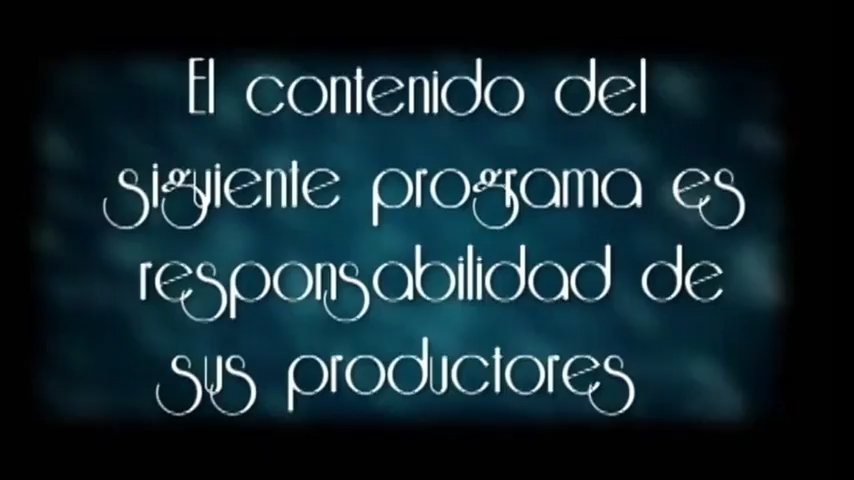 El contenido del
siguiente programa es
responsabilidad de
sus productores